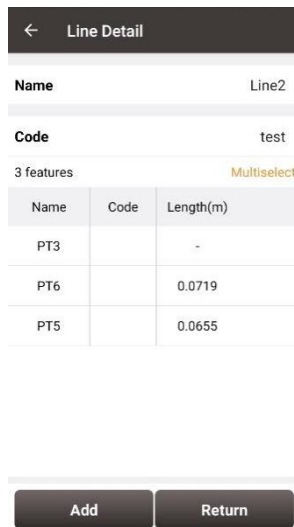 ← Line Detail
Name Line2
Code test
3 features Multiselect
Name Code Length(m)
PT3 -
PT6 0.0719
PT5 0.0655
Add Return